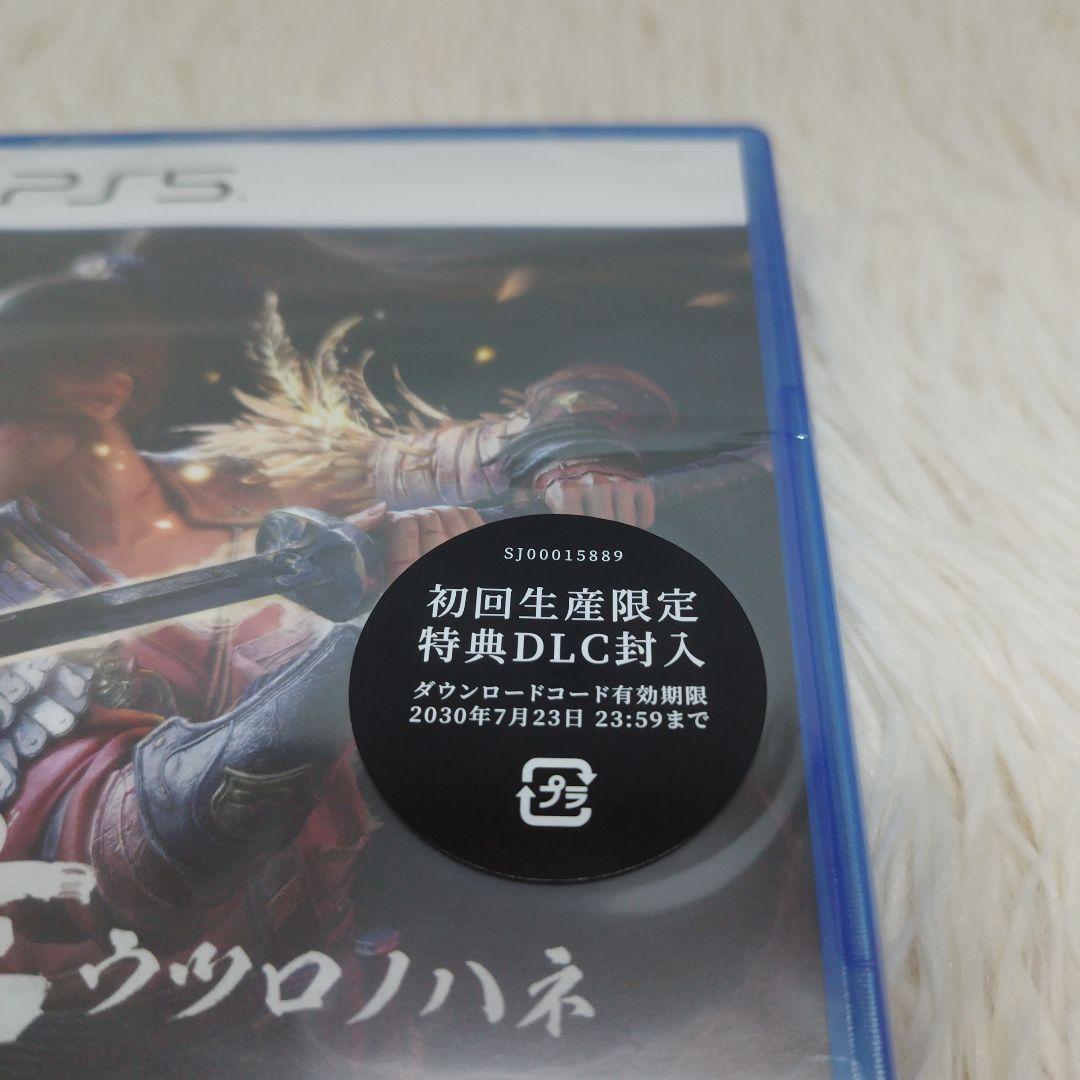 PS5
SJ00015889
初回生産限定
特典DLC封入
ダウンロードコード有効期限
2030年7月23日 23:59まで
プラ
ウツロノハネ